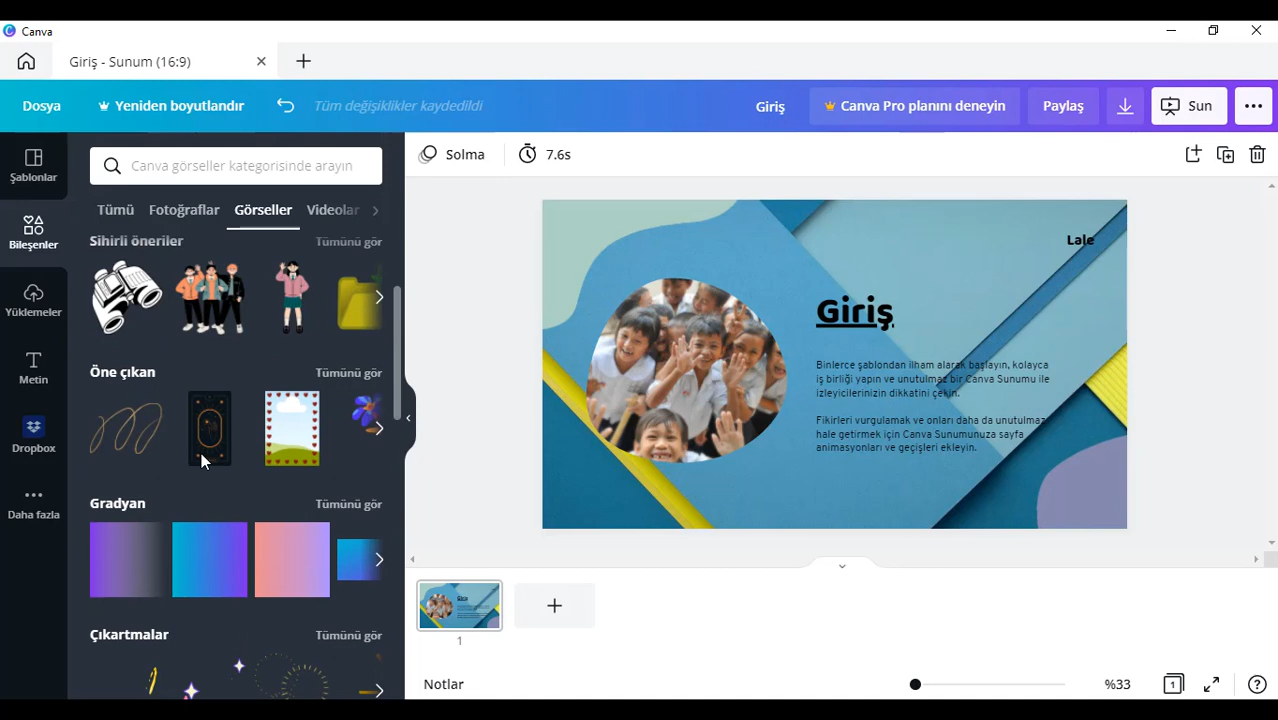 Canva
Giriş - Sunum (16:9)
Dosya
Yeniden boyutlandır
Tüm değişiklikler kaydedildi
Giriş
Canva Pro planını deneyin
Paylaş
Sun
Şablonlar
Bileşenler
Yüklemeler
Metin
Dropbox
Daha fazla
Canva görseller kategorisinde arayın
Tümü
Fotoğraflar
Görseller
Videolar
Sihirli öneriler
Tümünü gör
Öne çıkan
Tümünü gör
Gradyan
Tümünü gör
Çıkartmalar
Tümünü gör
Solma
7.6s
Lale
Giriş
Binlerce şablondan ilham alarak başlayın, kolayca
iş birliği yapın ve unutulmaz bir Canva Sunumu ile
izleyicilerinizin dikkatini çekin.
Fikirleri vurgulamak ve onları daha da unutulmaz
hale getirmek için Canva Sunumunuza sayfa
animasyonları ve geçişleri ekleyin.
1
Notlar
%33
1